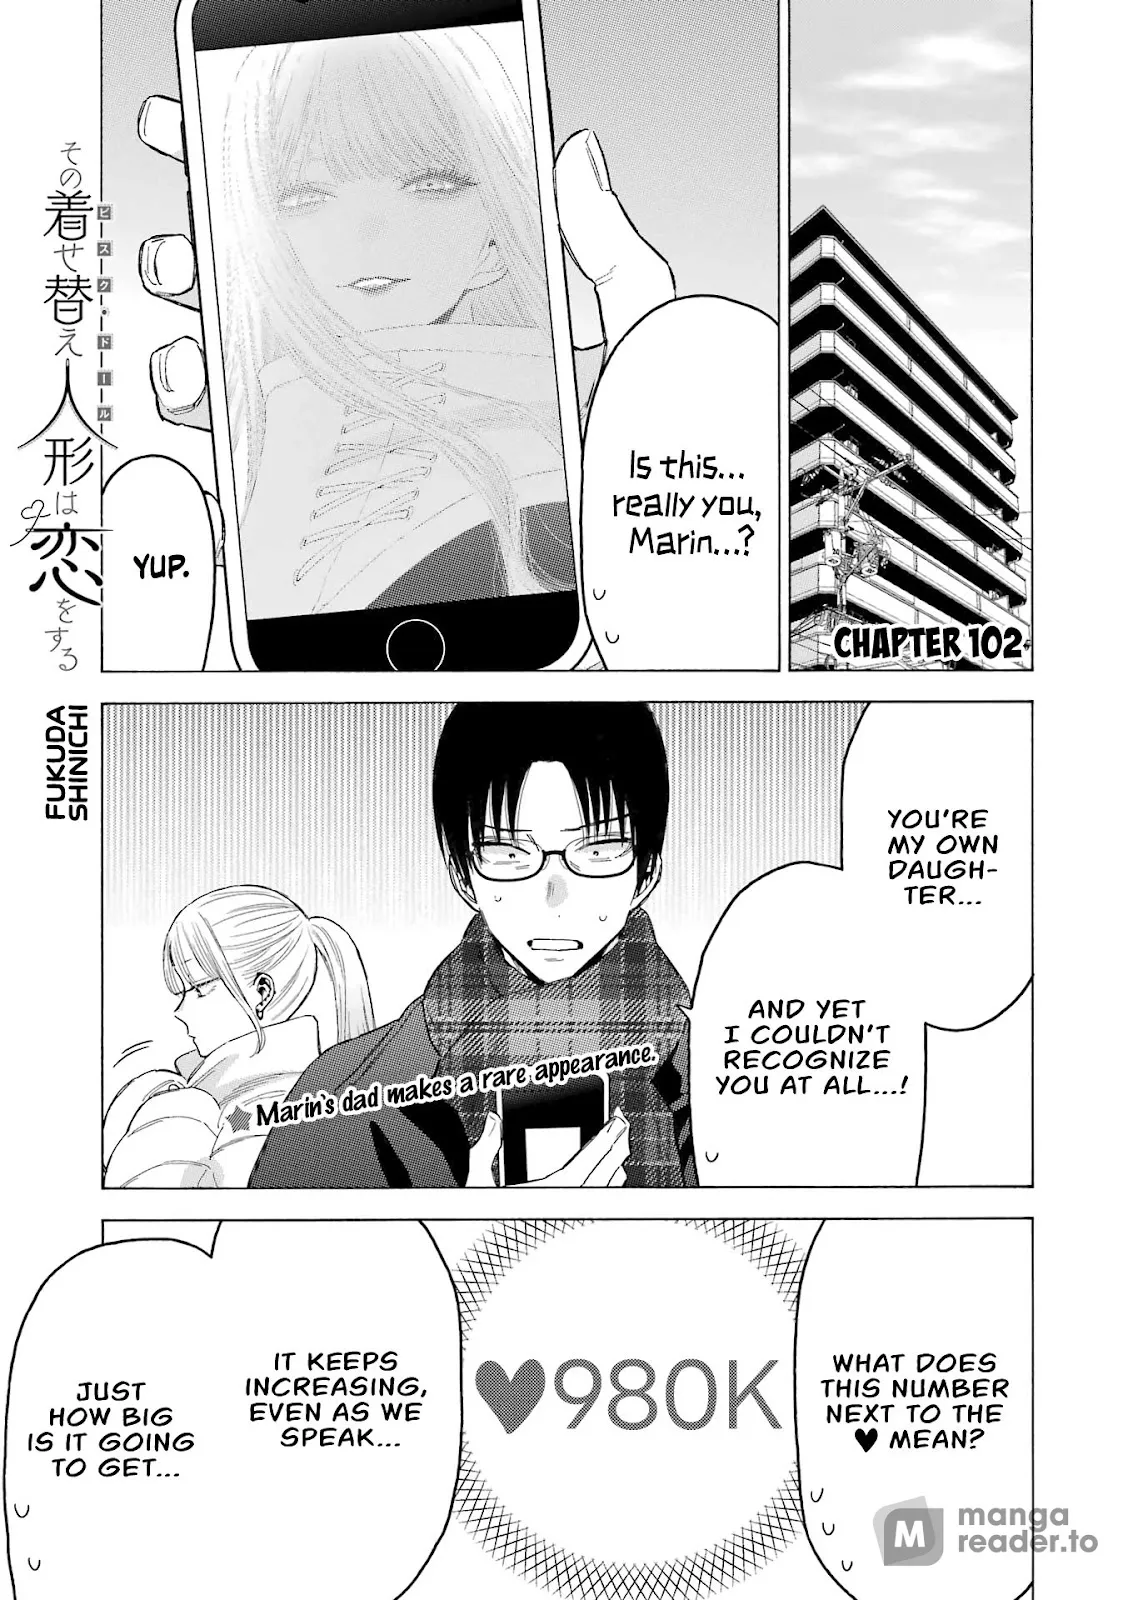 CHAPTER 102
Is this...
really you,
Marin...?
YUP.
その着せ替え人形は恋をする
ビスク・ドール
FUKUDA
SHINICHI
YOU'RE
MY OWN
DAUGH-
TER...
AND YET
I COULDN'T
RECOGNIZE
YOU AT ALL...!
Marin's dad makes a rare appearance.
WHAT DOES
THIS NUMBER
NEXT TO THE
♥ MEAN?
♥980K
IT KEEPS
INCREASING,
EVEN AS WE
SPEAK...
JUST
HOW BIG
IS IT GOING
TO GET...
M manga
reader.to